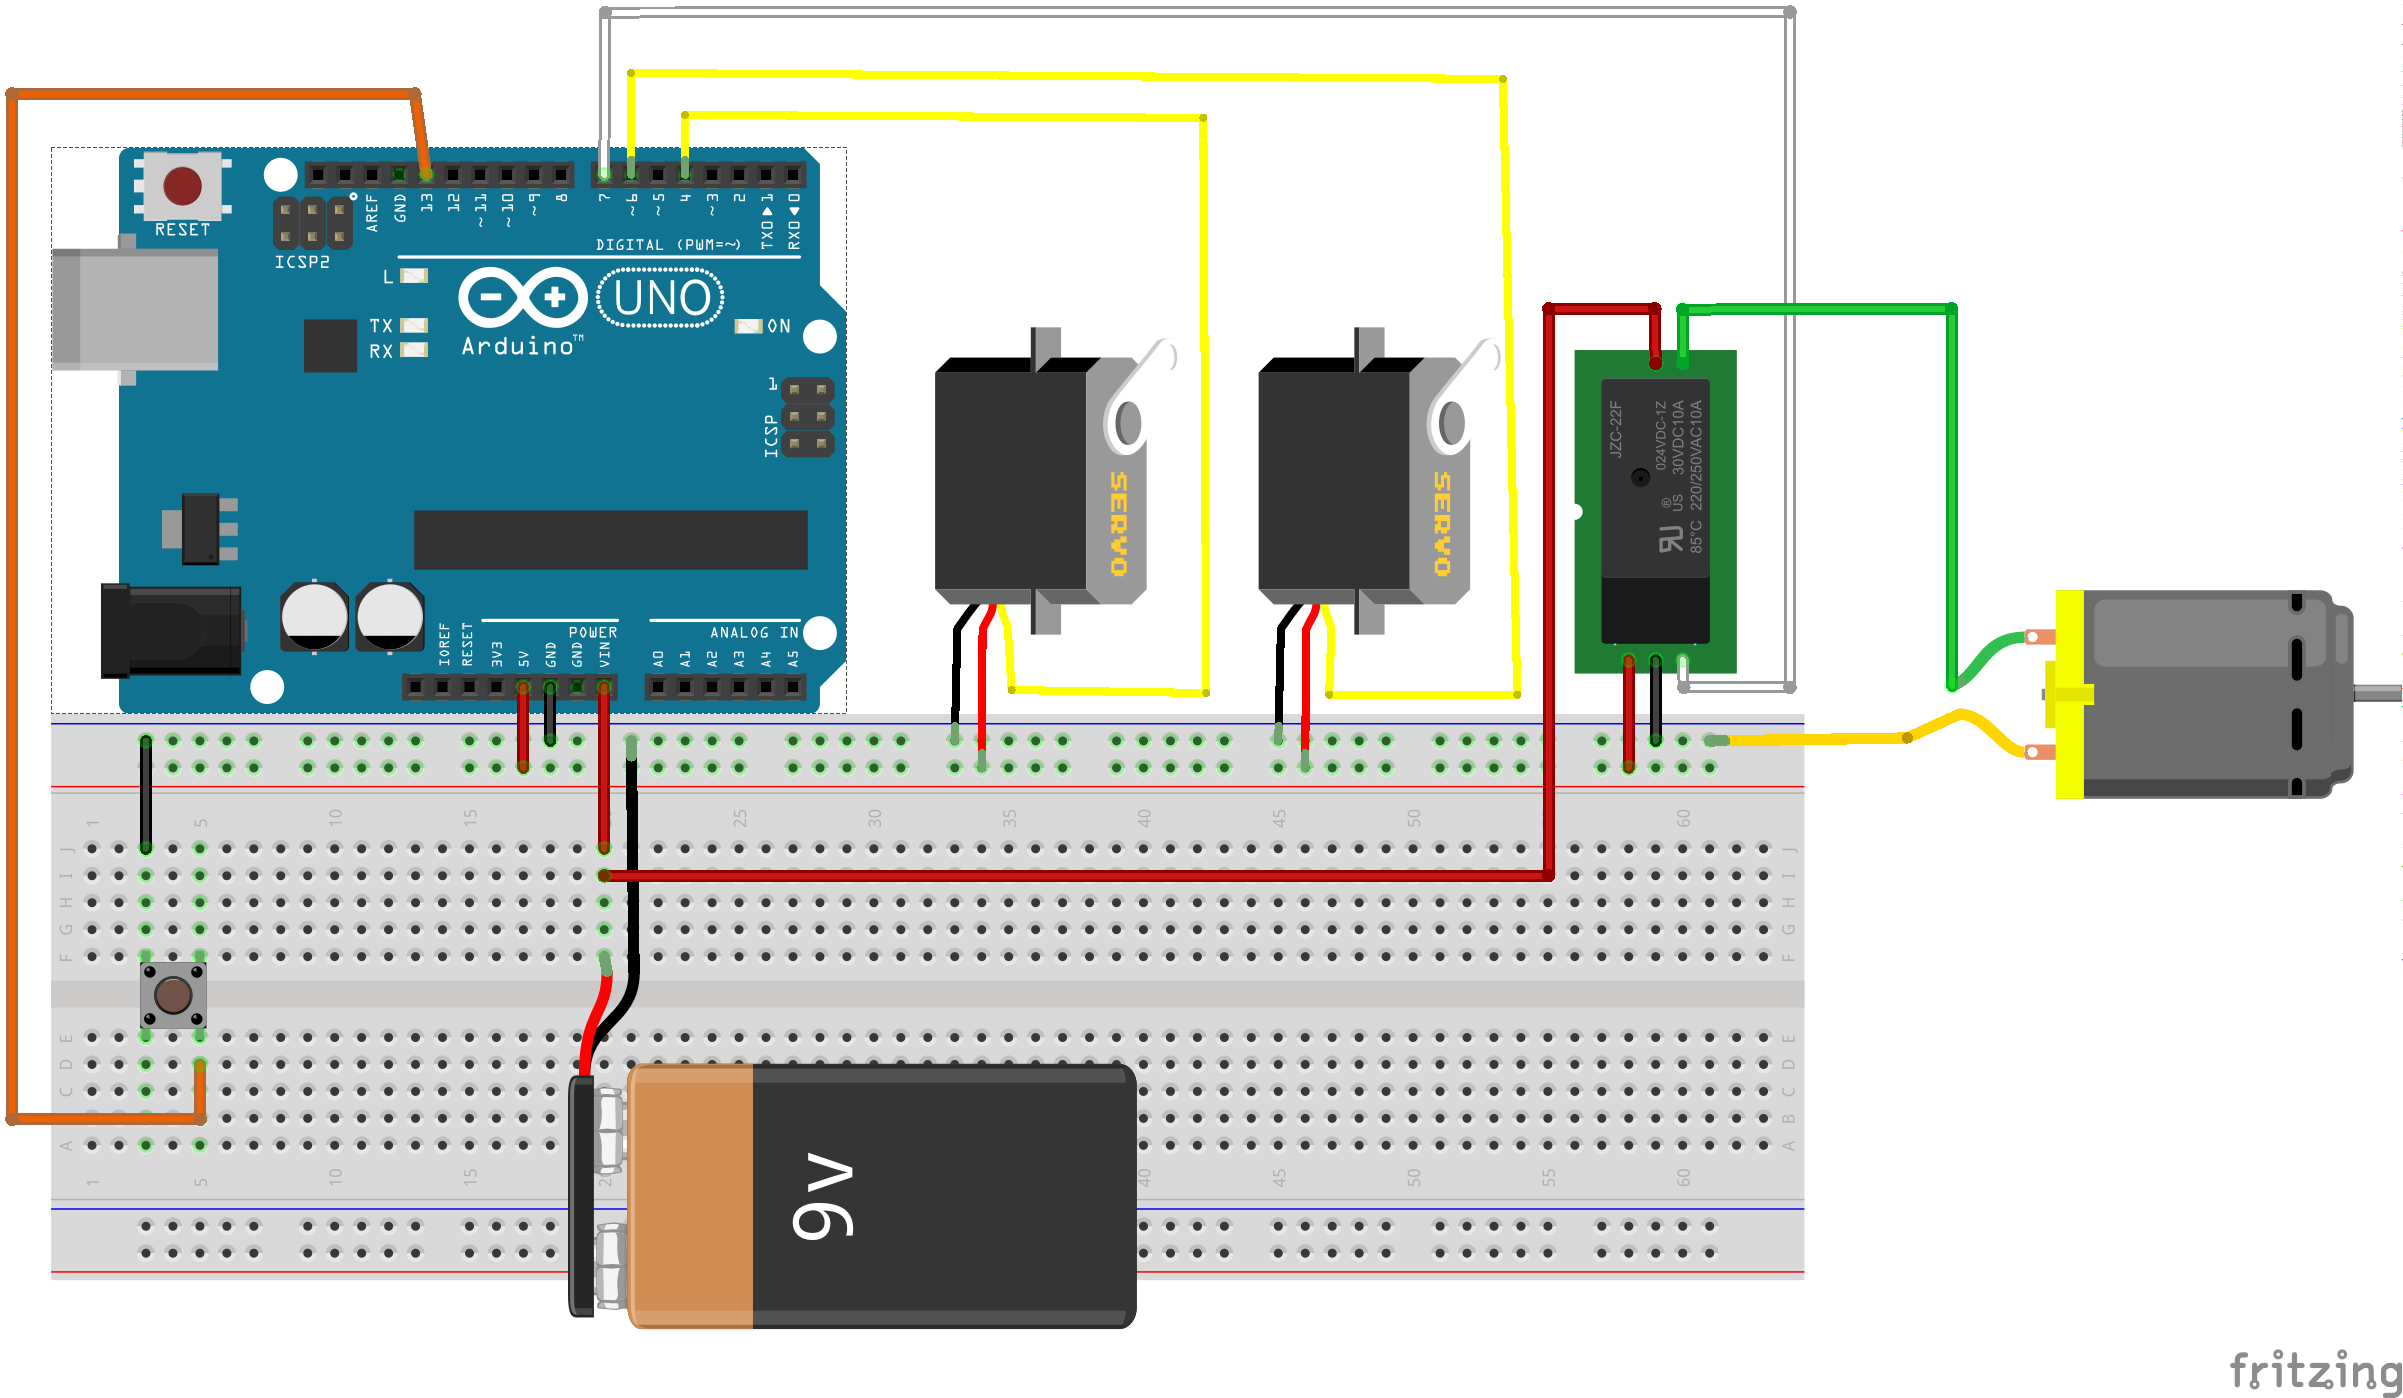 RESET
ICSP2
AREF
GND
13
12
~11
~10
~9
8
7
~6
~5
4
~3
2
TX0▶1
RX0◀0
DIGITAL (PWM=~)
L
TX
RX
UNO
Arduino™
ON
ICSP
1
IOREF
RESET
3V3
5V
GND
GND
VIN
POWER
ANALOG IN
A0
A1
A2
A3
A4
A5
SERVO
SERVO
JZC-22F
024VDC-1Z
30VDC10A
220/250VAC10A
85°C
® US
1 5 10 15 25 30 35 40 45 50 60
J J
I I
H H
G G
F F
E E
D D
C C
B
A A
1 5 10 20 40 45 50 55 60
9v
fritzing